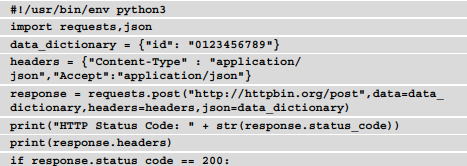 #!/usr/bin/env python3
import requests,json
data_dictionary = {"id": "0123456789"}
headers = {"Content-Type" : "application/
json","Accept":"application/json"}
response = requests.post("http://httpbin.org/post",data=data_
dictionary,headers=headers,json=data_dictionary)
print("HTTP Status Code: " + str(response.status_code))
print(response.headers)
if response.status_code == 200: